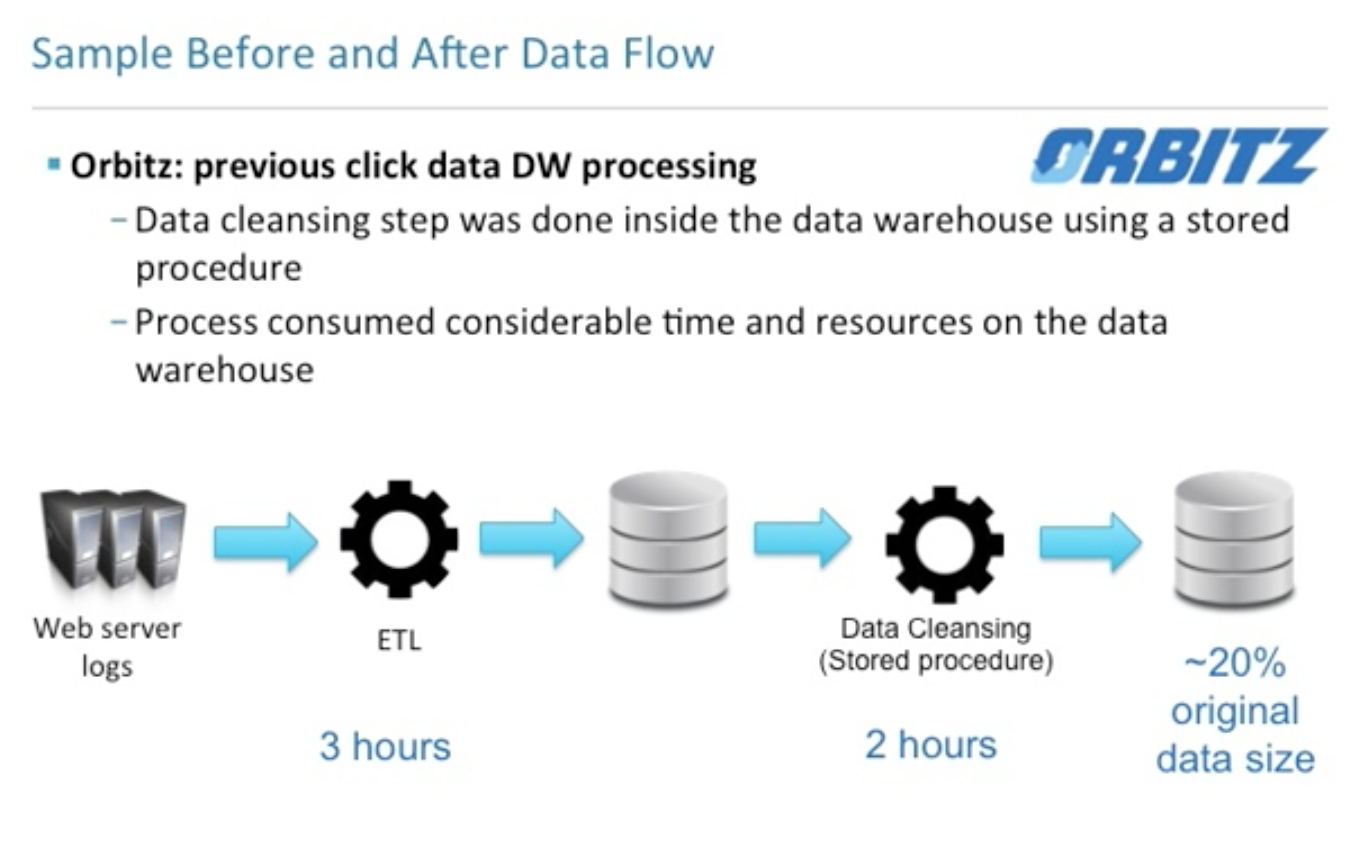 Sample Before and After Data Flow
ORBITZ
▪ Orbitz: previous click data DW processing
– Data cleansing step was done inside the data warehouse using a stored
procedure
– Process consumed considerable time and resources on the data
warehouse
Web server
logs
ETL
Data Cleansing
(Stored procedure)
~20%
original
data size
3 hours
2 hours